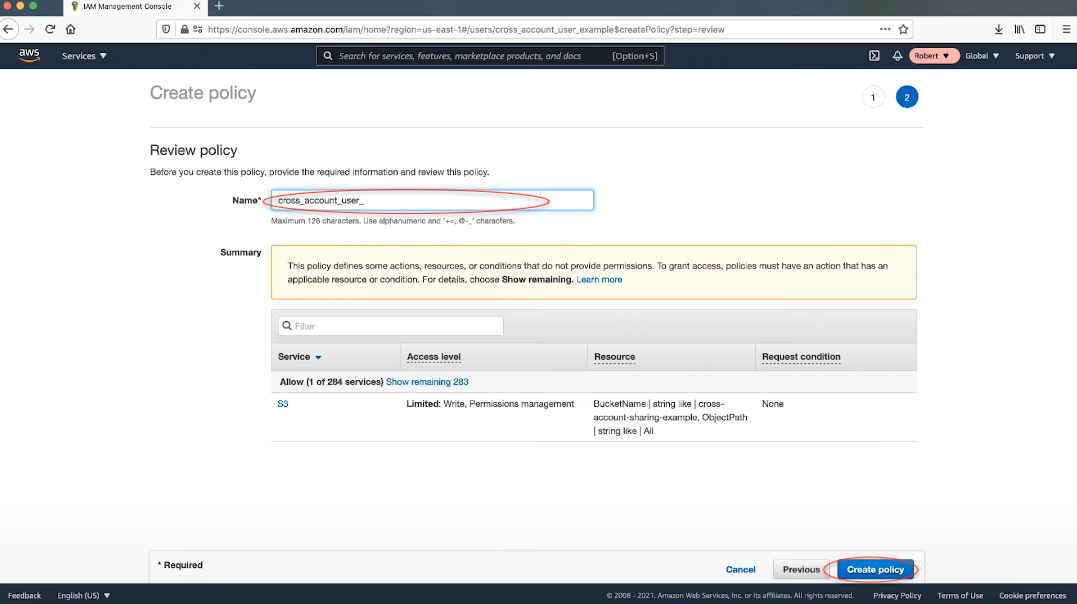 IAM Management Console
https://console.aws.amazon.com/iam/home?region=us-east-1#/users/cross_account_user_example$createPolicy?step=review
aws Services Search for services, features, marketplace products, and docs [Option+S] Robert Global Support
Create policy
1 2
Review policy
Before you create this policy, provide the required information and review this policy.
Name* cross_account_user_
Maximum 128 characters. Use alphanumeric and '+=,.@-_' characters.
Summary
This policy defines some actions, resources, or conditions that do not provide permissions. To grant access, policies must have an action that has an
applicable resource or condition. For details, choose Show remaining. Learn more
Filter
Service Access level Resource Request condition
Allow (1 of 284 services) Show remaining 283
S3 Limited: Write, Permissions management BucketName | string like | cross- None
account-sharing-example, ObjectPath
| string like | All
* Required
Cancel Previous Create policy
Feedback English (US) © 2008 - 2021, Amazon Web Services, Inc. or its affiliates. All rights reserved. Privacy Policy Terms of Use Cookie preferences